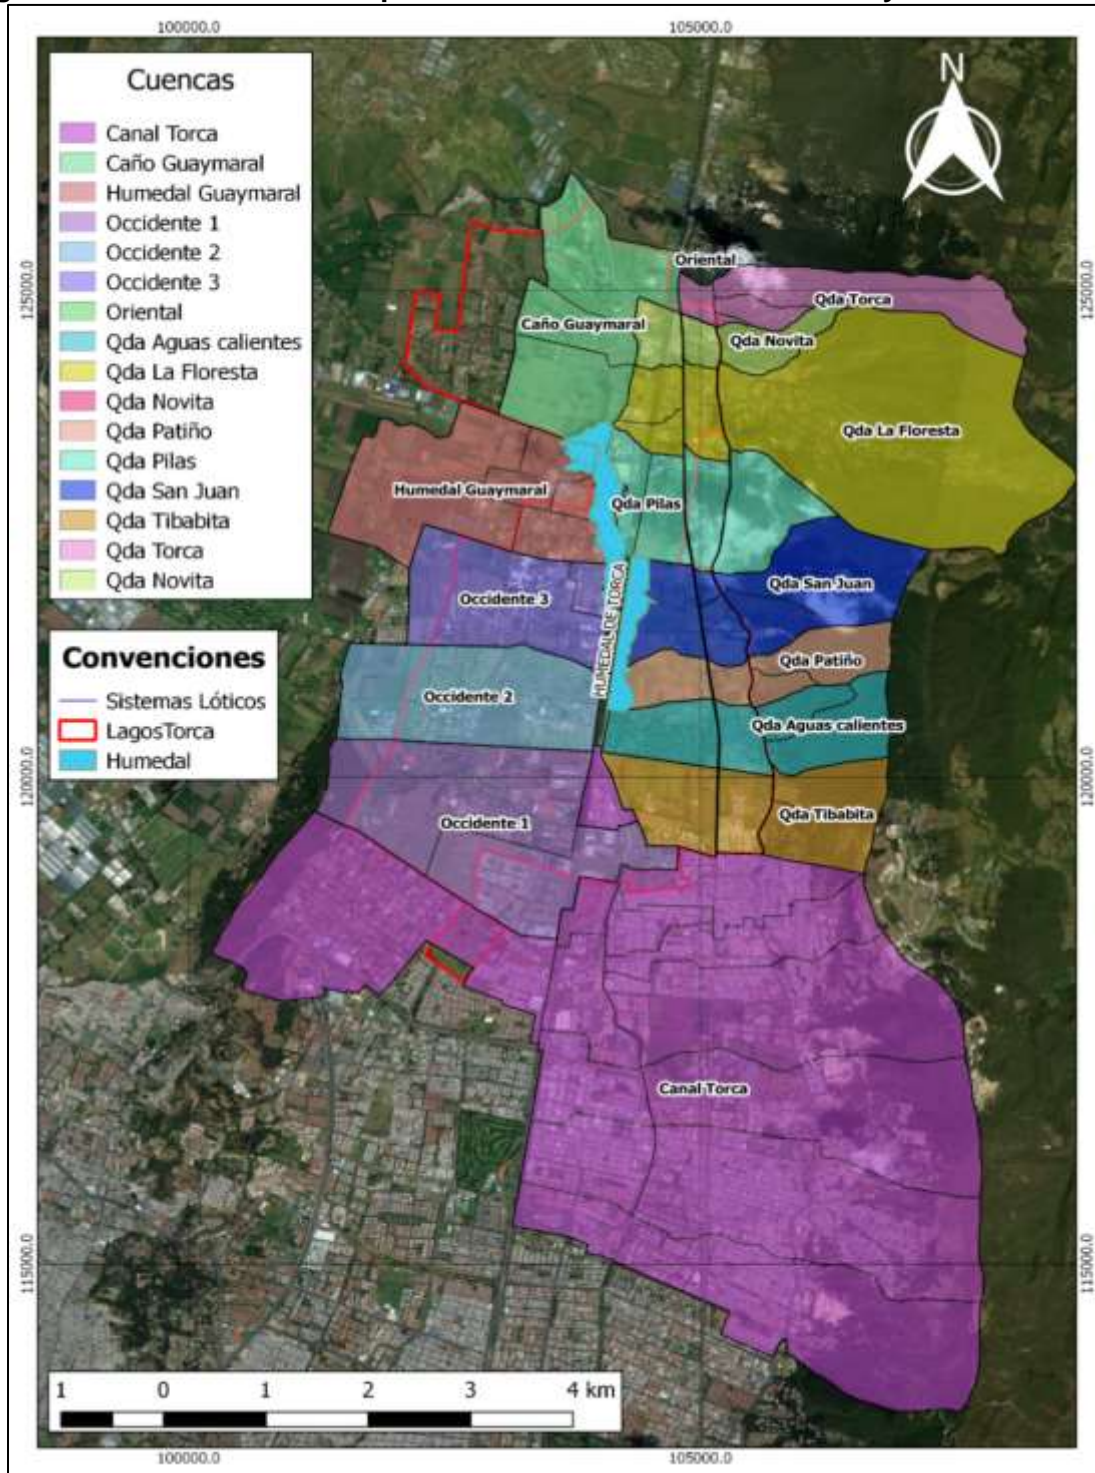 100000.0
105000.0
Cuencas
Canal Torca
Caño Guaymaral
Humedal Guaymaral
Occidente 1
Occidente 2
Occidente 3
Oriental
Qda Aguas calientes
Qda La Floresta
Qda Novita
Qda Patiño
Qda Pilas
Qda San Juan
Qda Tibabita
Qda Torca
Qda Novita
Convenciones
Sistemas Lóticos
LagosTorca
Humedal
N
Oriental
125000.0
125000.0
Qda Torca
Caño Guaymaral
Qda Novita
Qda La Floresta
Humedal Guaymaral
Qda Pilas
Qda San Juan
Occidente 3
HUMEDAL DE TORCA
Qda Patiño
Occidente 2
Qda Aguas calientes
120000.0
120000.0
Qda Tibabita
Occidente 1
Canal Torca
115000.0
115000.0
1 0 1 2 3 4 km
100000.0
105000.0